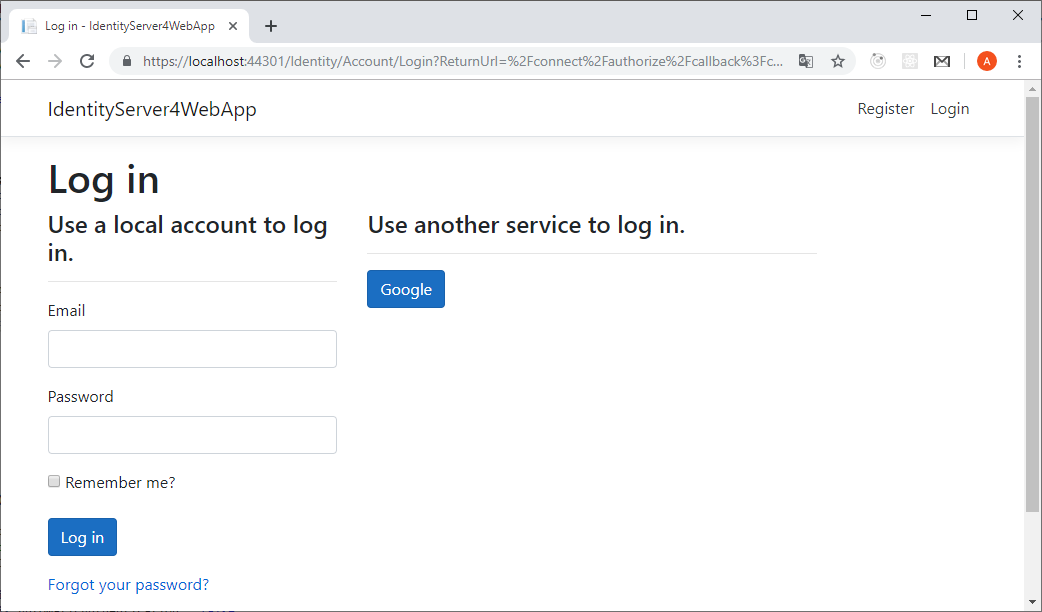 Log in - IdentityServer4WebApp
https://localhost:44301/Identity/Account/Login?ReturnUrl=%2Fconnect%2Fauthorize%2Fcallback%3Fc...
A
IdentityServer4WebApp
Register
Login
Log in
Use a local account to log
in.
Email
Password
Remember me?
Log in
Forgot your password?
Use another service to log in.
Google